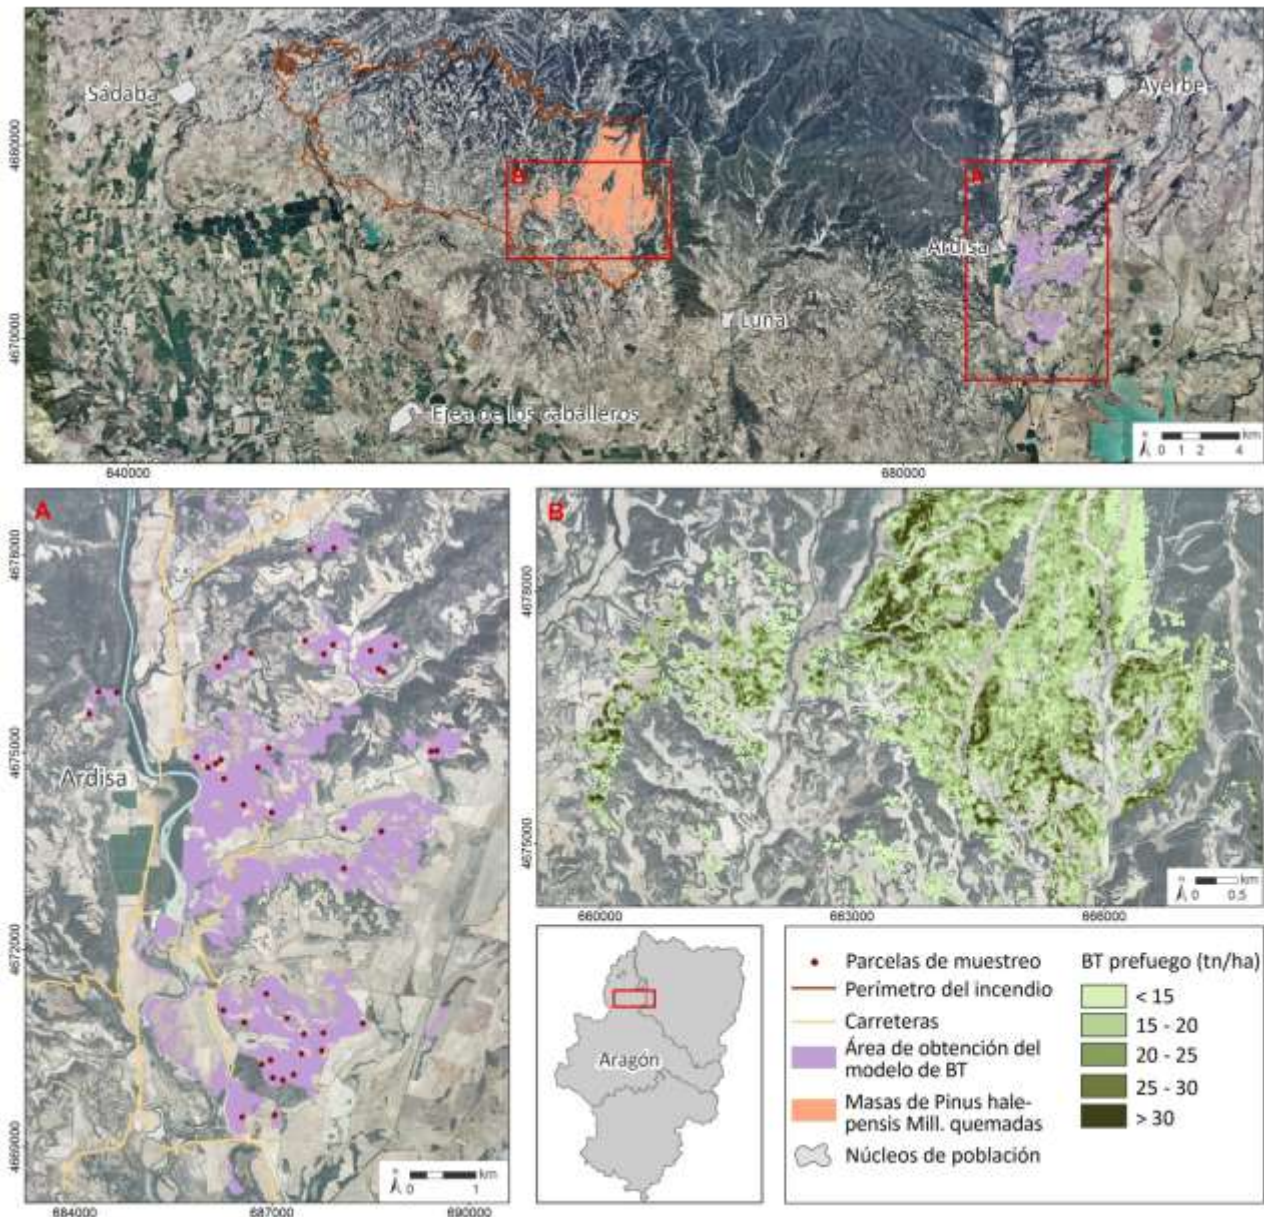 Sádaba
Ayerbe
4680000
B
A
Ardisa
4670000
Luna
Ejea de los caballeros
km
0 1 2 4
640000
680000
A
4678000
4675000
Ardisa
4672000
4669000
km
0 1
684000
687000
690000
B
4678000
4675000
km
0 0.5
660000
663000
666000
Aragón
Parcelas de muestreo
Perímetro del incendio
Carreteras
Área de obtención del
modelo de BT
Masas de Pinus hale-
pensis Mill. quemadas
Núcleos de población
BT prefuego (tn/ha)
< 15
15 - 20
20 - 25
25 - 30
> 30